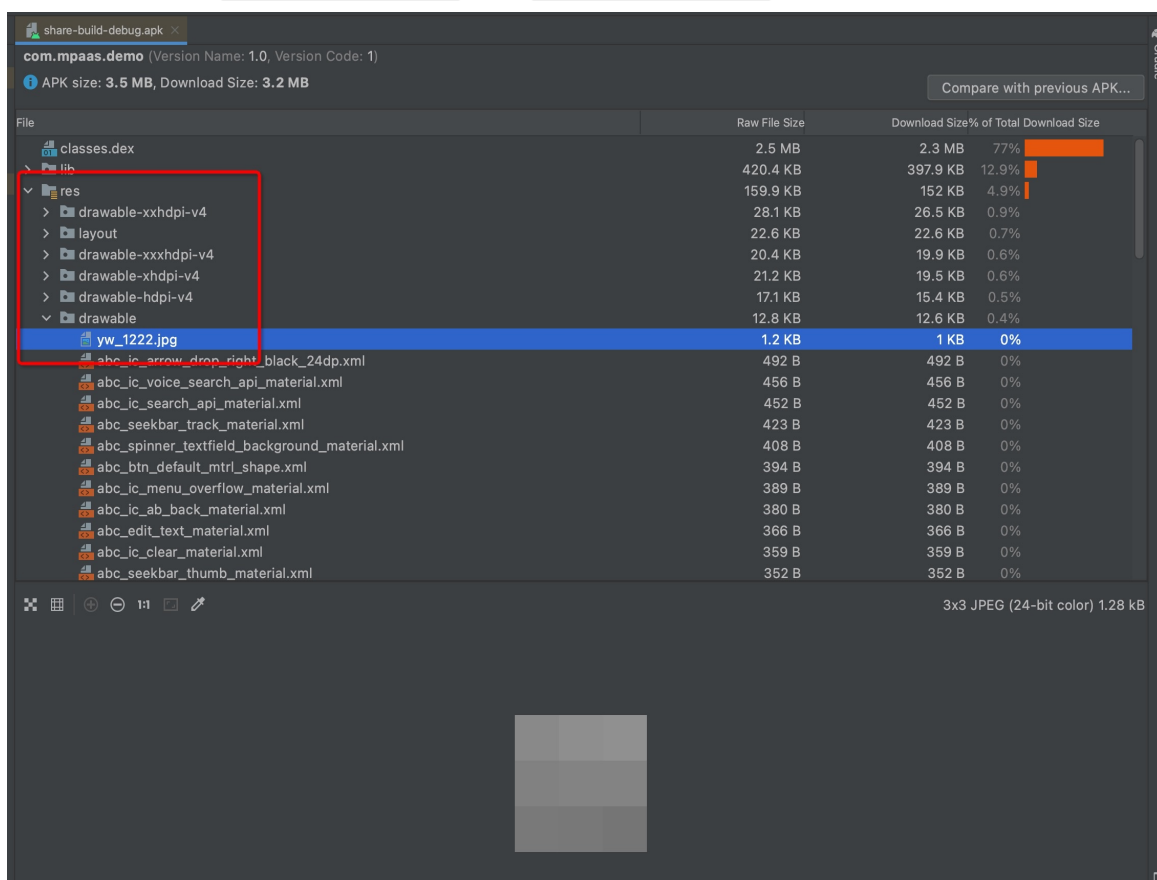 share-build-debug.apk
com.mpaas.demo (Version Name: 1.0, Version Code: 1)
APK size: 3.5 MB, Download Size: 3.2 MB
Compare with previous APK...
File Raw File Size Download Size % of Total Download Size
classes.dex 2.5 MB 2.3 MB 77%
lib 420.4 KB 397.9 KB 12.9%
res 159.9 KB 152 KB 4.9%
drawable-xxhdpi-v4 28.1 KB 26.5 KB 0.9%
layout 22.6 KB 22.6 KB 0.7%
drawable-xxxhdpi-v4 20.4 KB 19.9 KB 0.6%
drawable-xhdpi-v4 21.2 KB 19.5 KB 0.6%
drawable-hdpi-v4 17.1 KB 15.4 KB 0.5%
drawable 12.8 KB 12.6 KB 0.4%
yw_1222.jpg 1.2 KB 1 KB 0%
abc_ic_arrow_drop_right_black_24dp.xml 492 B 492 B 0%
abc_ic_voice_search_api_material.xml 456 B 456 B 0%
abc_ic_search_api_material.xml 452 B 452 B 0%
abc_seekbar_track_material.xml 423 B 423 B 0%
abc_spinner_textfield_background_material.xml 408 B 408 B 0%
abc_btn_default_mtrl_shape.xml 394 B 394 B 0%
abc_ic_menu_overflow_material.xml 389 B 389 B 0%
abc_ic_ab_back_material.xml 380 B 380 B 0%
abc_edit_text_material.xml 366 B 366 B 0%
abc_ic_clear_material.xml 359 B 359 B 0%
abc_seekbar_thumb_material.xml 352 B 352 B 0%
1:1
3x3 JPEG (24-bit color) 1.28 kB